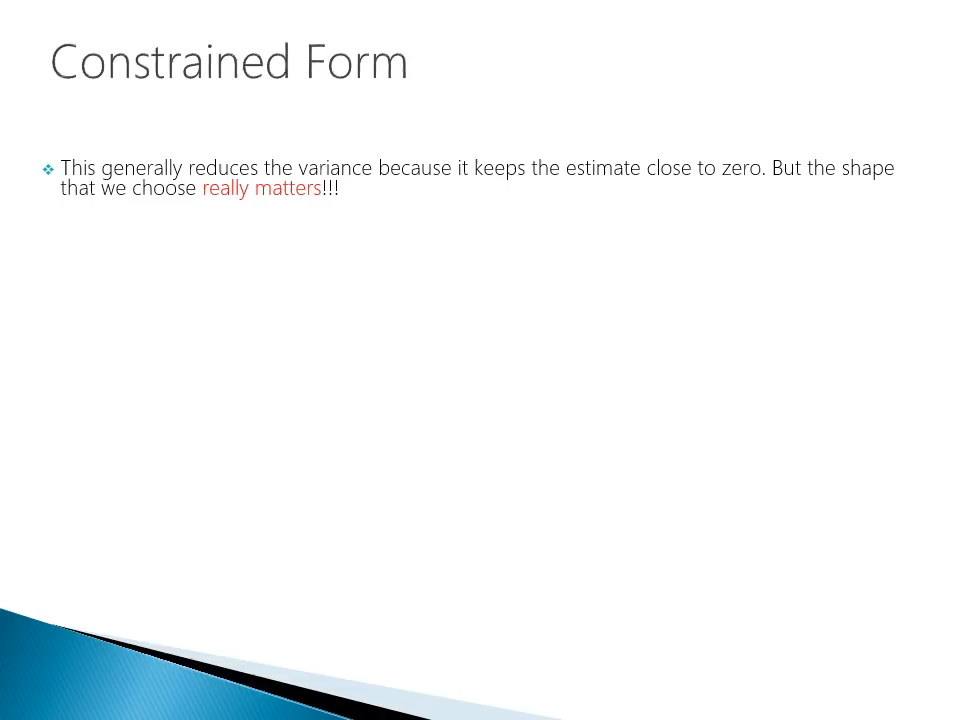 Constrained Form
This generally reduces the variance because it keeps the estimate close to zero. But the shape
that we choose really matters!!!